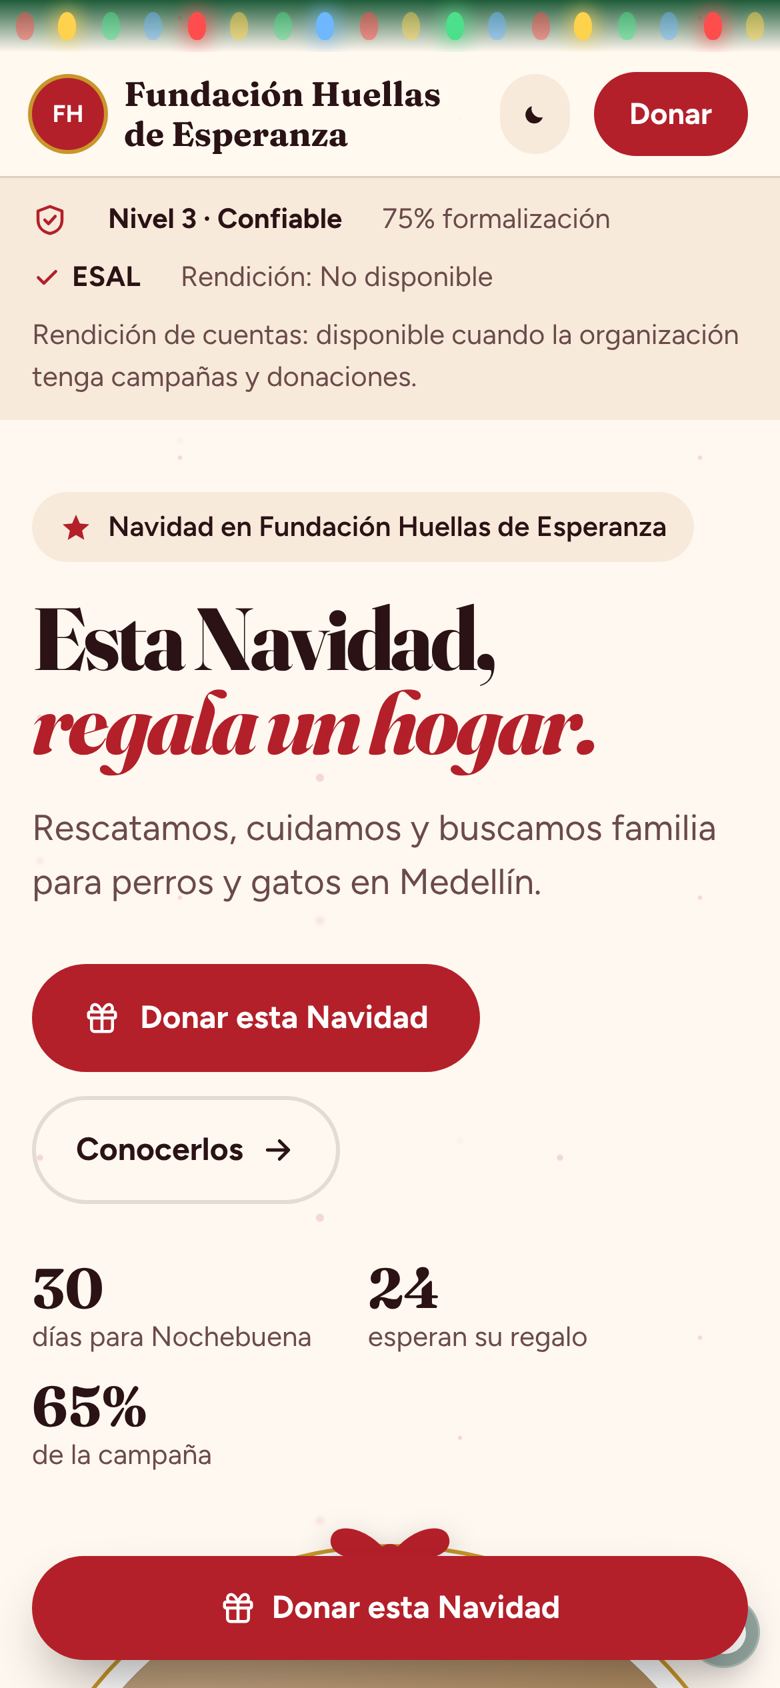 FH
Fundación Huellas
de Esperanza
Donar
Nivel 3 · Confiable 75% formalización
ESAL Rendición: No disponible
Rendición de cuentas: disponible cuando la organización
tenga campañas y donaciones.
Navidad en Fundación Huellas de Esperanza
Esta Navidad,
regala un hogar.
Rescatamos, cuidamos y buscamos familia
para perros y gatos en Medellín.
Donar esta Navidad
Conocerlos →
30 24
días para Nochebuena esperan su regalo
65%
de la campaña
Donar esta Navidad